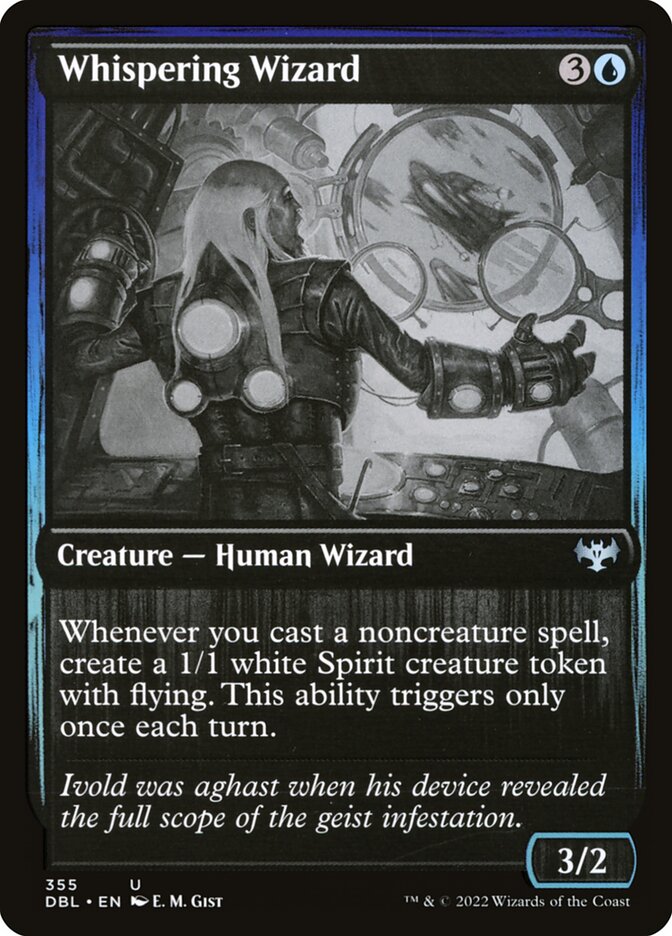 Whispering Wizard 3
Creature — Human Wizard
Whenever you cast a noncreature spell,
create a 1/1 white Spirit creature token
with flying. This ability triggers only
once each turn.
Ivold was aghast when his device revealed
the full scope of the geist infestation.
3/2
355 U
DBL • EN E. M. Gist ™ & © 2022 Wizards of the Coast